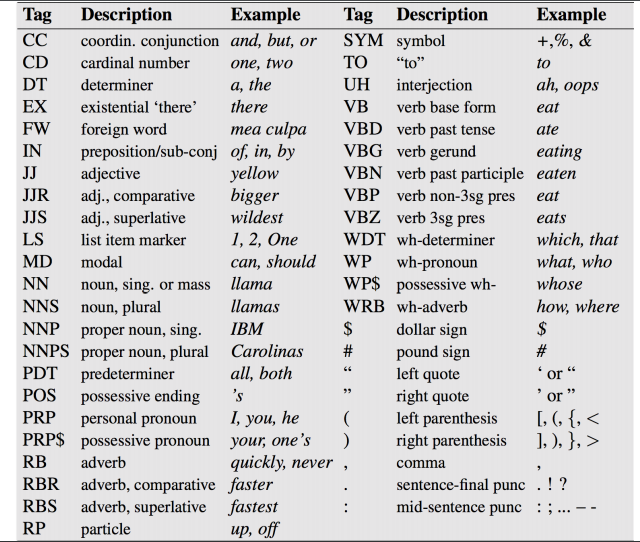 Tag Description Example Tag Description Example
CC coordin. conjunction and, but, or SYM symbol +,%, &
CD cardinal number one, two TO “to” to
DT determiner a, the UH interjection ah, oops
EX existential ‘there’ there VB verb base form eat
FW foreign word mea culpa VBD verb past tense ate
IN preposition/sub-conj of, in, by VBG verb gerund eating
JJ adjective yellow VBN verb past participle eaten
JJR adj., comparative bigger VBP verb non-3sg pres eat
JJS adj., superlative wildest VBZ verb 3sg pres eats
LS list item marker 1, 2, One WDT wh-determiner which, that
MD modal can, should WP wh-pronoun what, who
NN noun, sing. or mass llama WP$ possessive wh- whose
NNS noun, plural llamas WRB wh-adverb how, where
NNP proper noun, sing. IBM $ dollar sign $
NNPS proper noun, plural Carolinas # pound sign #
PDT predeterminer all, both “ left quote ‘ or “
POS possessive ending ’s ” right quote ’ or ”
PRP personal pronoun I, you, he ( left parenthesis [, (, {, <
PRP$ possessive pronoun your, one’s ) right parenthesis ], ), }, >
RB adverb quickly, never , comma ,
RBR adverb, comparative faster . sentence-final punc . ! ?
RBS adverb, superlative fastest : mid-sentence punc : ; ... – -
RP particle up, off